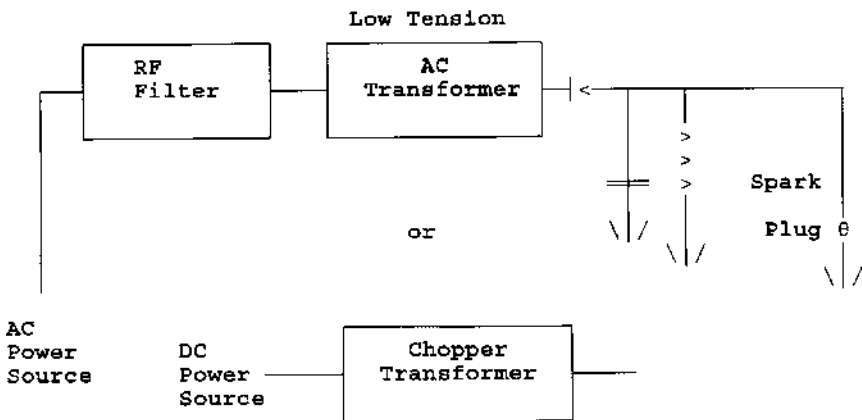 Low Tension
RF
Filter
AC
Transformer
Spark
Plug θ
or
AC
Power
Source
DC
Power
Source
Chopper
Transformer